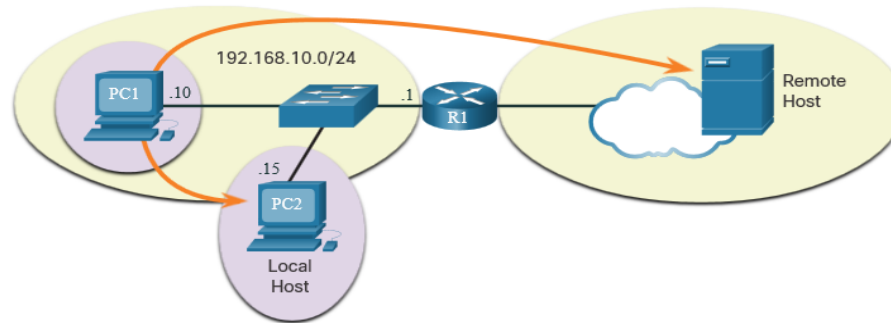 192.168.10.0/24
PC1
.10
.1
R1
Remote
Host
.15
PC2
Local
Host